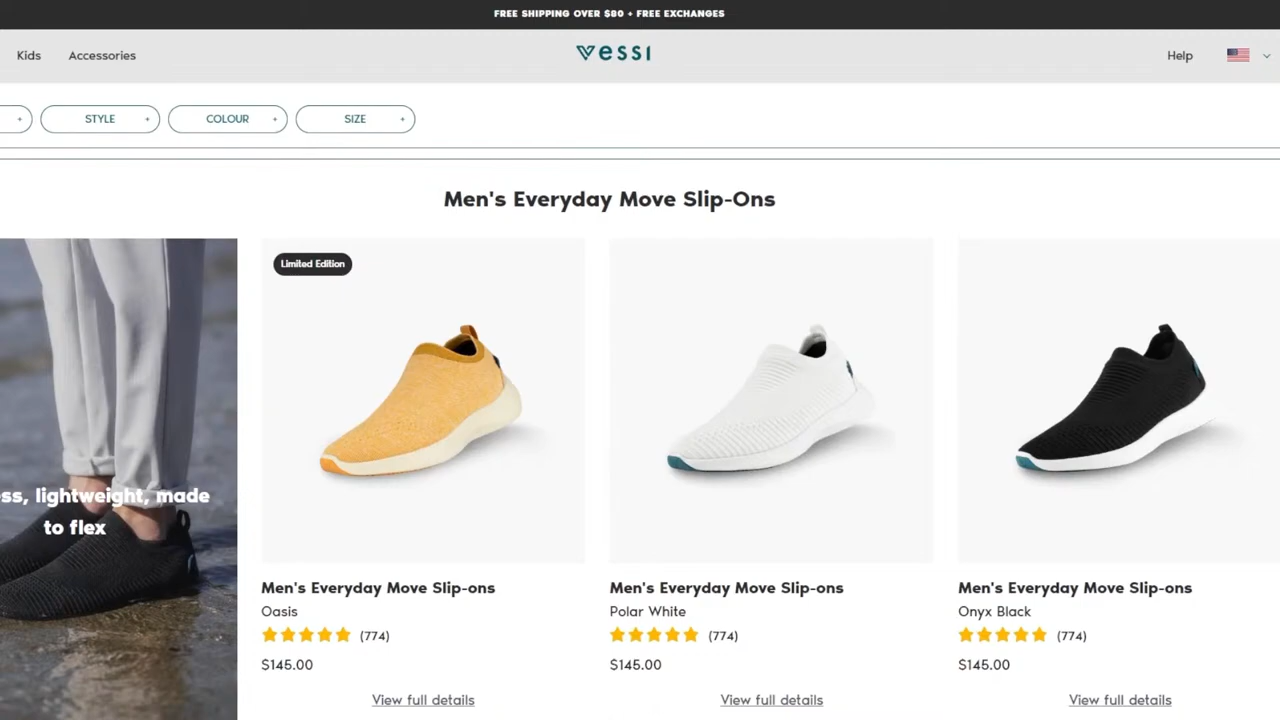 FREE SHIPPING OVER $80 + FREE EXCHANGES
Kids
Accessories
vessi
Help
+
STYLE +
COLOUR +
SIZE +
Men's Everyday Move Slip-Ons
Limited Edition
ss, lightweight, made
to flex
Men's Everyday Move Slip-ons
Oasis
(774)
$145.00
View full details
Men's Everyday Move Slip-ons
Polar White
(774)
$145.00
View full details
Men's Everyday Move Slip-ons
Onyx Black
(774)
$145.00
View full details